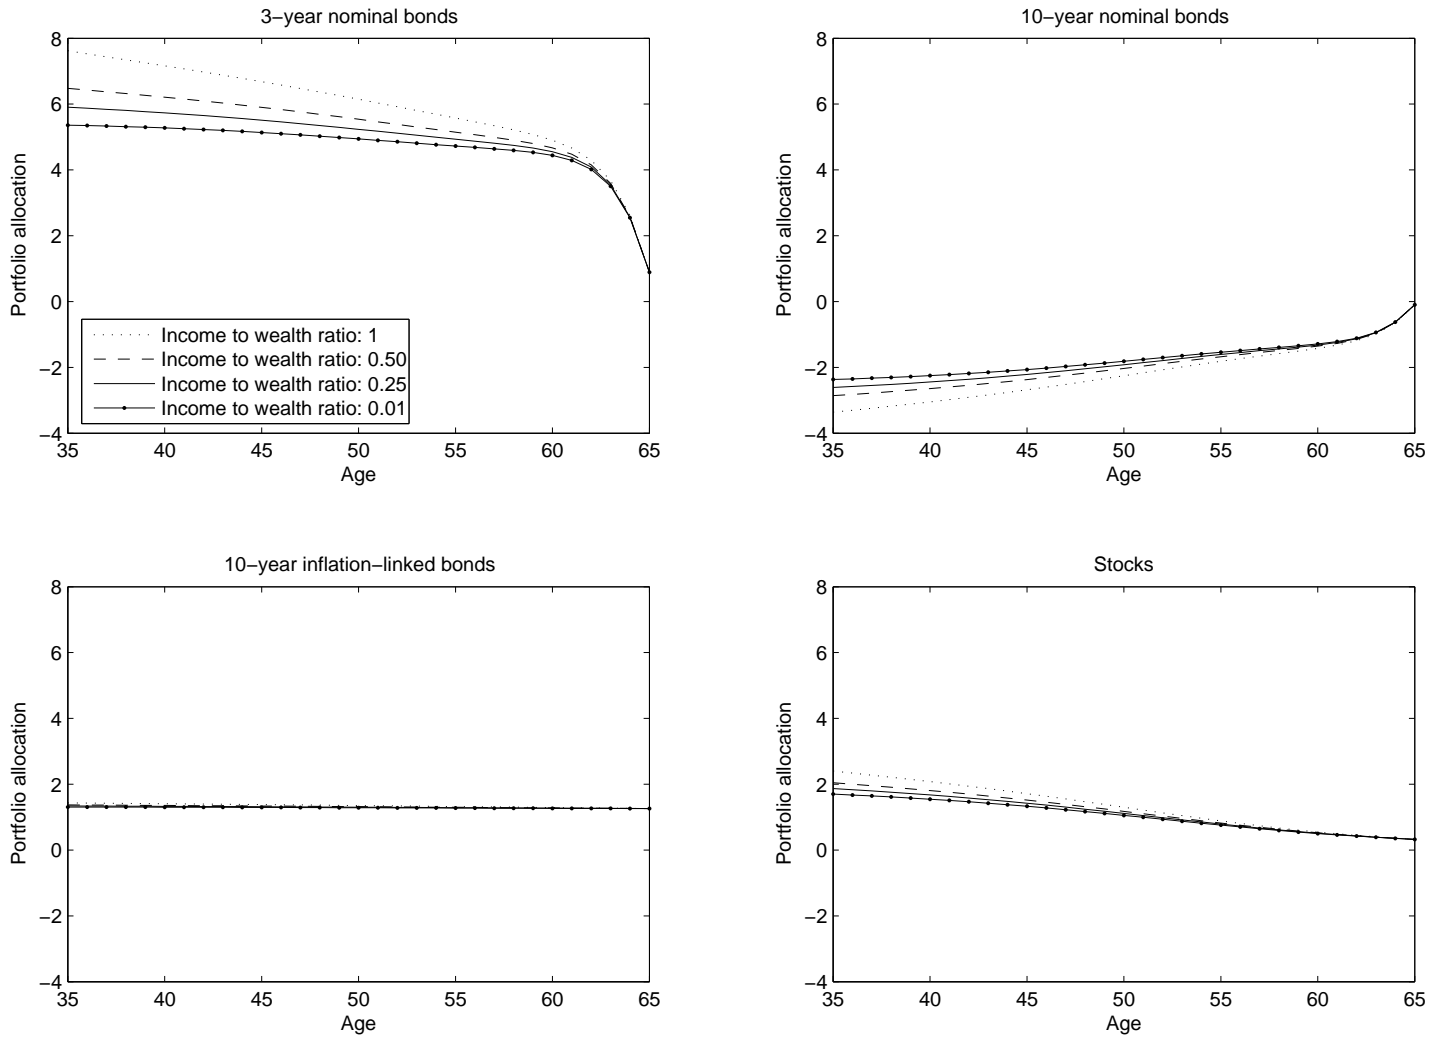 3−year nominal bonds
8
6
4
2
0
−2
−4
Portfolio allocation
Income to wealth ratio: 1
Income to wealth ratio: 0.50
Income to wealth ratio: 0.25
Income to wealth ratio: 0.01
35 40 45 50 55 60 65
Age
10−year nominal bonds
8
6
4
2
0
−2
−4
Portfolio allocation
35 40 45 50 55 60 65
Age
10−year inflation−linked bonds
8
6
4
2
0
−2
−4
Portfolio allocation
35 40 45 50 55 60 65
Age
Stocks
8
6
4
2
0
−2
−4
Portfolio allocation
35 40 45 50 55 60 65
Age